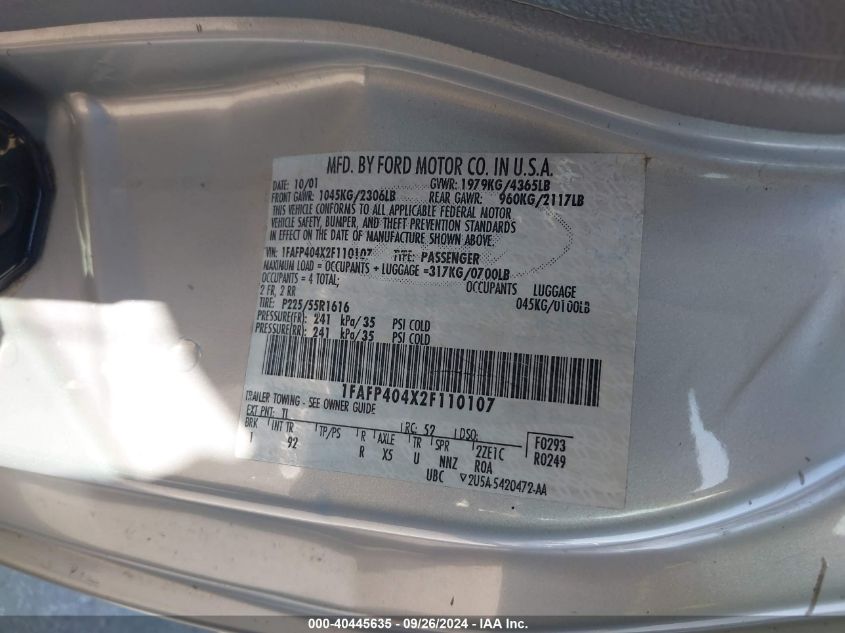 MFD. BY FORD MOTOR CO. IN U.S.A.
DATE: 10/01 GVWR: 1979KG/4365LB
FRONT GAWR: 1045KG/2306LB REAR GAWR: 960KG/2117LB
THIS VEHICLE CONFORMS TO ALL APPLICABLE FEDERAL MOTOR
VEHICLE SAFETY, BUMPER, AND THEFT PREVENTION STANDARDS
IN EFFECT ON THE DATE OF MANUFACTURE SHOWN ABOVE.
VIN: 1FAFP404X2F110107 TYPE: PASSENGER
MAXIMUM LOAD = OCCUPANTS + LUGGAGE =317KG/0700LB
OCCUPANTS = 4 TOTAL; OCCUPANTS LUGGAGE
2 FR, 2 RR 045KG/0100LB
TIRE: P225/55R1616
PRESSURE(FR): 241 kPa/35 PSI COLD
PRESSURE(RR): 241 kPa/35 PSI COLD
1FAFP404X2F110107
TRAILER TOWING - SEE OWNER GUIDE
EXT PNT: TL RC: 52 DSO: F0293
BRK INT TR TP/PS R AXLE TR SPR 2ZE1C R0249
1 92 R X5 U NNZ ROA
UBC 2U5A-5420472-AA
000-40445635 - 09/26/2024 - IAA Inc.